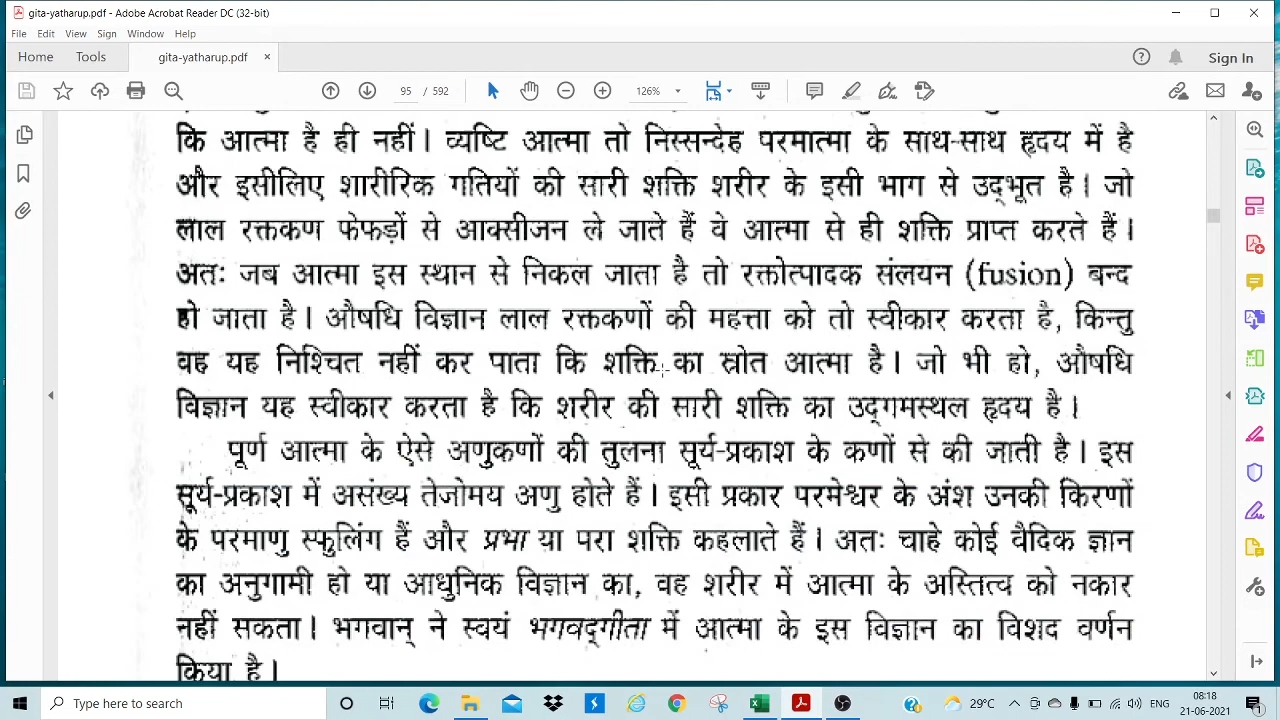 gita-yatharup.pdf - Adobe Acrobat Reader DC (32-bit)
File Edit View Sign Window Help
Home Tools gita-yatharup.pdf × Sign In
95 / 592 126%
कि आत्मा है ही नहीं। व्यष्टि आत्मा तो निस्सन्देह परमात्मा के साथ-साथ हृदय में है
और इसीलिए शारीरिक गतियों की सारी शक्ति शरीर के इसी भाग से उद्भूत है। जो
लाल रक्तकण फेफड़ों से आक्सीजन ले जाते हैं वे आत्मा से ही शक्ति प्राप्त करते हैं।
अतः जब आत्मा इस स्थान से निकल जाता है तो रक्तोत्पादक संलयन (fusion) बन्द
हो जाता है। औषधि विज्ञान लाल रक्तकणों की महत्ता को तो स्वीकार करता है, किन्तु
वह यह निश्चित नहीं कर पाता कि शक्ति का स्रोत आत्मा है। जो भी हो, औषधि
विज्ञान यह स्वीकार करता है कि शरीर की सारी शक्ति का उद्गमस्थल हृदय है।
पूर्ण आत्मा के ऐसे अणुकणों की तुलना सूर्य-प्रकाश के कणों से की जाती है। इस
सूर्य-प्रकाश में असंख्य तेजोमय अणु होते हैं। इसी प्रकार परमेश्वर के अंश उनकी किरणों
के परमाणु स्फुलिंग हैं और प्रभा या परा शक्ति कहलाते हैं। अतः चाहे कोई वैदिक ज्ञान
का अनुगामी हो या आधुनिक विज्ञान का, वह शरीर में आत्मा के अस्तित्व को नकार
नहीं सकता। भगवान् ने स्वयं भगवद्गीता में आत्मा के इस विज्ञान का विशद वर्णन
किया है।
Type here to search 29°C ENG 08:18
21-06-2021